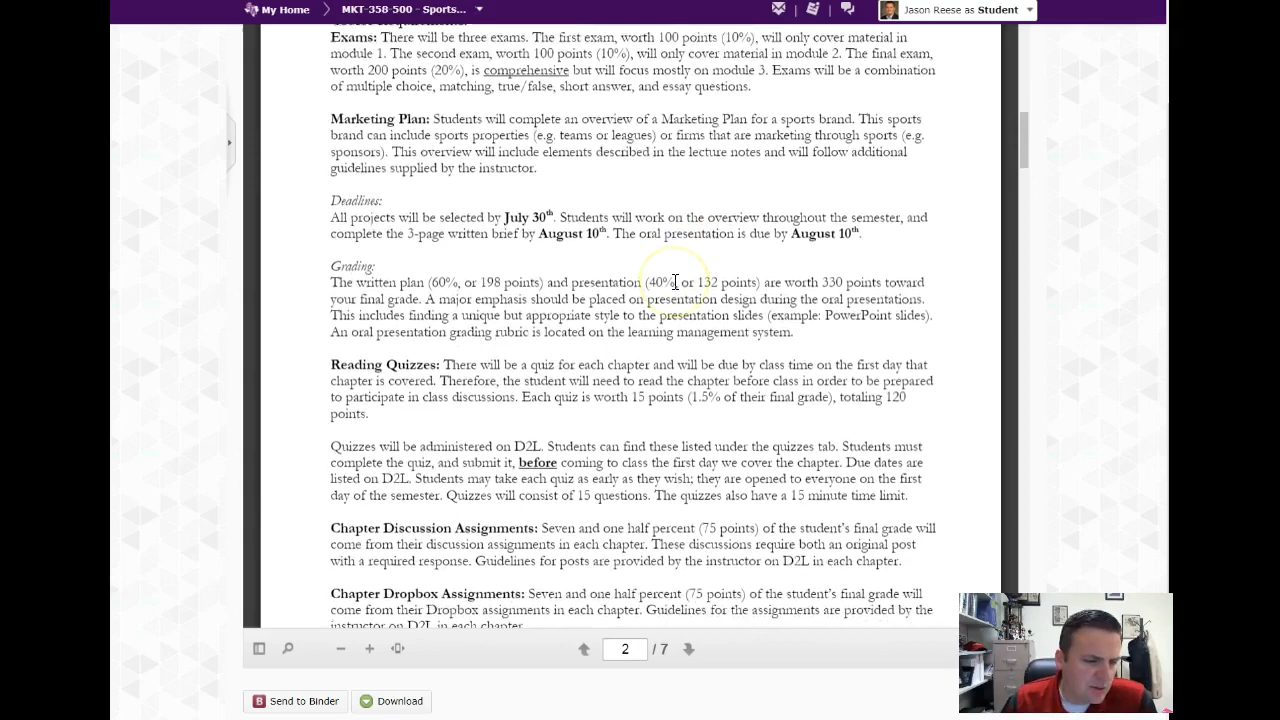 My Home
MKT-358-500 - Sports...
Jason Reese as Student
Exams: There will be three exams. The first exam, worth 100 points (10%), will only cover material in
module 1. The second exam, worth 100 points (10%), will only cover material in module 2. The final exam,
worth 200 points (20%), is comprehensive but will focus mostly on module 3. Exams will be a combination
of multiple choice, matching, true/false, short answer, and essay questions.
Marketing Plan: Students will complete an overview of a Marketing Plan for a sports brand. This sports
brand can include sports properties (e.g. teams or leagues) or firms that are marketing through sports (e.g.
sponsors). This overview will include elements described in the lecture notes and will follow additional
guidelines supplied by the instructor.
Deadlines:
All projects will be selected by July 30th. Students will work on the overview throughout the semester, and
complete the 3-page written brief by August 10th. The oral presentation is due by August 10th.
Grading:
The written plan (60%, or 198 points) and presentation (40% or 132 points) are worth 330 points toward
your final grade. A major emphasis should be placed on presentation design during the oral presentations.
This includes finding a unique but appropriate style to the presentation slides (example: PowerPoint slides).
An oral presentation grading rubric is located on the learning management system.
Reading Quizzes: There will be a quiz for each chapter and will be due by class time on the first day that
chapter is covered. Therefore, the student will need to read the chapter before class in order to be prepared
to participate in class discussions. Each quiz is worth 15 points (1.5% of their final grade), totaling 120
points.
Quizzes will be administered on D2L. Students can find these listed under the quizzes tab. Students must
complete the quiz, and submit it, before coming to class the first day we cover the chapter. Due dates are
listed on D2L. Students may take each quiz as early as they wish; they are opened to everyone on the first
day of the semester. Quizzes will consist of 15 questions. The quizzes also have a 15 minute time limit.
Chapter Discussion Assignments: Seven and one half percent (75 points) of the student's final grade will
come from their discussion assignments in each chapter. These discussions require both an original post
with a required response. Guidelines for posts are provided by the instructor on D2L in each chapter.
Chapter Dropbox Assignments: Seven and one half percent (75 points) of the student's final grade will
come from their Dropbox assignments in each chapter. Guidelines for the assignments are provided by the
instructor on D2L in each chapter.
2 / 7
B Send to Binder
Download